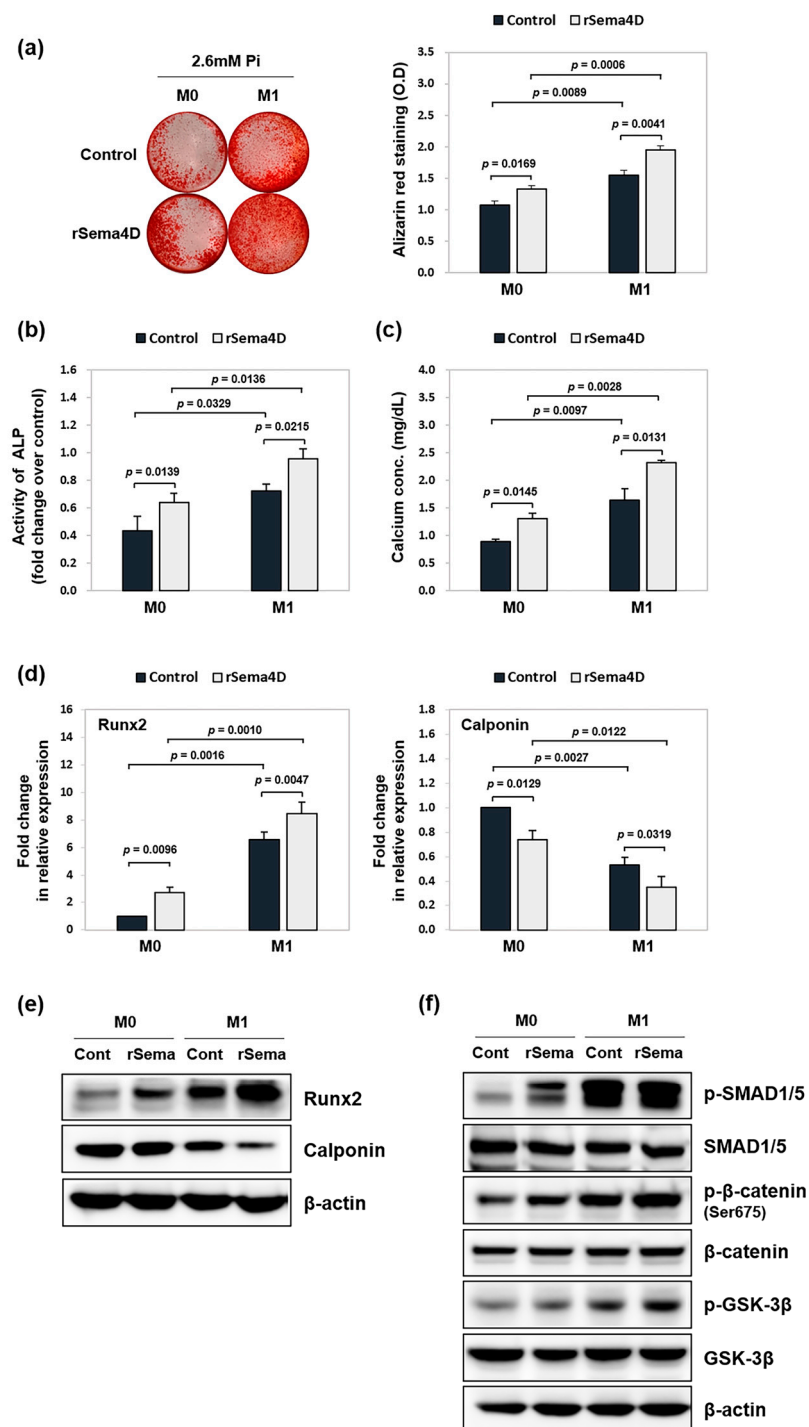 (a)
2.6mM Pi
M0 M1
Control
rSema4D
Control rSema4D
Alizarin red staining (O.D)
3.5
3.0
2.5
2.0
1.5
1.0
0.5
0.0
p = 0.0006
p = 0.0089
p = 0.0041
p = 0.0169
M0 M1
(b)
Control rSema4D
Activity of ALP
(fold change over control)
1.6
1.4
1.2
1.0
0.8
0.6
0.4
0.2
0.0
p = 0.0136
p = 0.0329
p = 0.0215
p = 0.0139
M0 M1
(c)
Control rSema4D
Calcium conc. (mg/dL)
4.0
3.5
3.0
2.5
2.0
1.5
1.0
0.5
0.0
p = 0.0028
p = 0.0097
p = 0.0131
p = 0.0145
M0 M1
(d)
Control rSema4D
Fold change
in relative expression
16
14
12
10
8
6
4
2
0
Runx2
p = 0.0010
p = 0.0016
p = 0.0047
p = 0.0096
M0 M1
Control rSema4D
Fold change
in relative expression
1.8
1.6
1.4
1.2
1.0
0.8
0.6
0.4
0.2
0.0
Calponin
p = 0.0122
p = 0.0027
p = 0.0129
p = 0.0319
M0 M1
(e)
M0 M1
Cont rSema Cont rSema
Runx2
Calponin
β-actin
(f)
M0 M1
Cont rSema Cont rSema
p-SMAD1/5
SMAD1/5
p-β-catenin
(Ser675)
β-catenin
p-GSK-3β
GSK-3β
β-actin